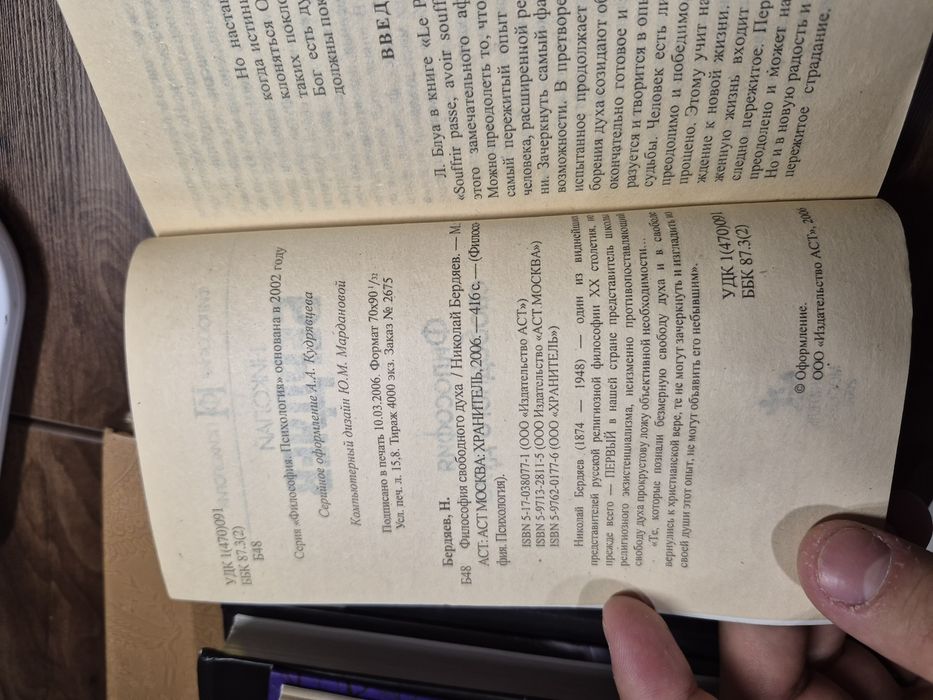 УДК 1(470)091
ББК 87.3(2)
Б48
Серия «Философия. Психология» основана в 2002 году
Серийное оформление А.А. Кудрявцева
Компьютерный дизайн Ю.М. Мардановой
Подписано в печать 10.03.2006. Формат 70х90 1/32
Усл. печ. л. 15,8. Тираж 4000 экз. Заказ № 2675
Бердяев, Н.
Б48 Философия свободного духа / Николай Бердяев. — М.
АСТ: АСТ МОСКВА: ХРАНИТЕЛЬ, 2006. — 416 с. — (Филосо
фия. Психология).
ISBN 5-17-038077-1 (ООО «Издательство АСТ»)
ISBN 5-9713-2811-5 (ООО Издательство «АСТ МОСКВА»)
ISBN 5-9762-0177-6 (ООО «ХРАНИТЕЛЬ»)
Николай Бердяев (1874 — 1948) — один из виднейших
представителей русской религиозной философии XX столетия, но
прежде всего — ПЕРВЫЙ в нашей стране представитель школы
религиозного экзистенциализма, неизменно противопоставляющий
свободу духа прокрустову ложу объективной необходимости...
«Те, которые познали безмерную свободу духа и в свободе
вернулись к христианской вере, те не могут зачеркнуть и изгладить из
своей души этот опыт, не могут объявить его небывшим».
УДК 1(470)091
ББК 87.3(2)
© Оформление.
ООО «Издательство АСТ», 2006
Но наста
когда истин
клоняться О
таких покло
Бог есть ду
должны пок
ВВЕД
Л. Блуа в книге «Le P
«Souffrir passe, avoir souffr
этого замечательного аф
Можно преодолеть то, что
самый пережитый опыт
человека, расширенной ре
ни. Зачеркнуть самый фа
возможности. В претворе
испытанное продолжает
борения духа созидают об
окончательно готовое и
разуется и творится в опы
судьбы. Человек есть ли
преодолимо и победимо,
прошено. Этому учит на
ждение к новой жизни.
женную жизнь входит
следно пережитое. Пер
преодолено и может на
Но и в новую радость и
пережитое страдание.